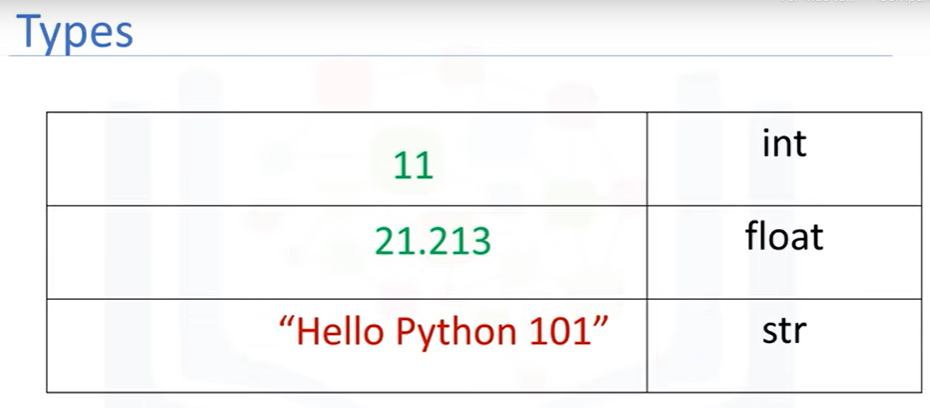 Types
11
int
21.213
float
“Hello Python 101”
str